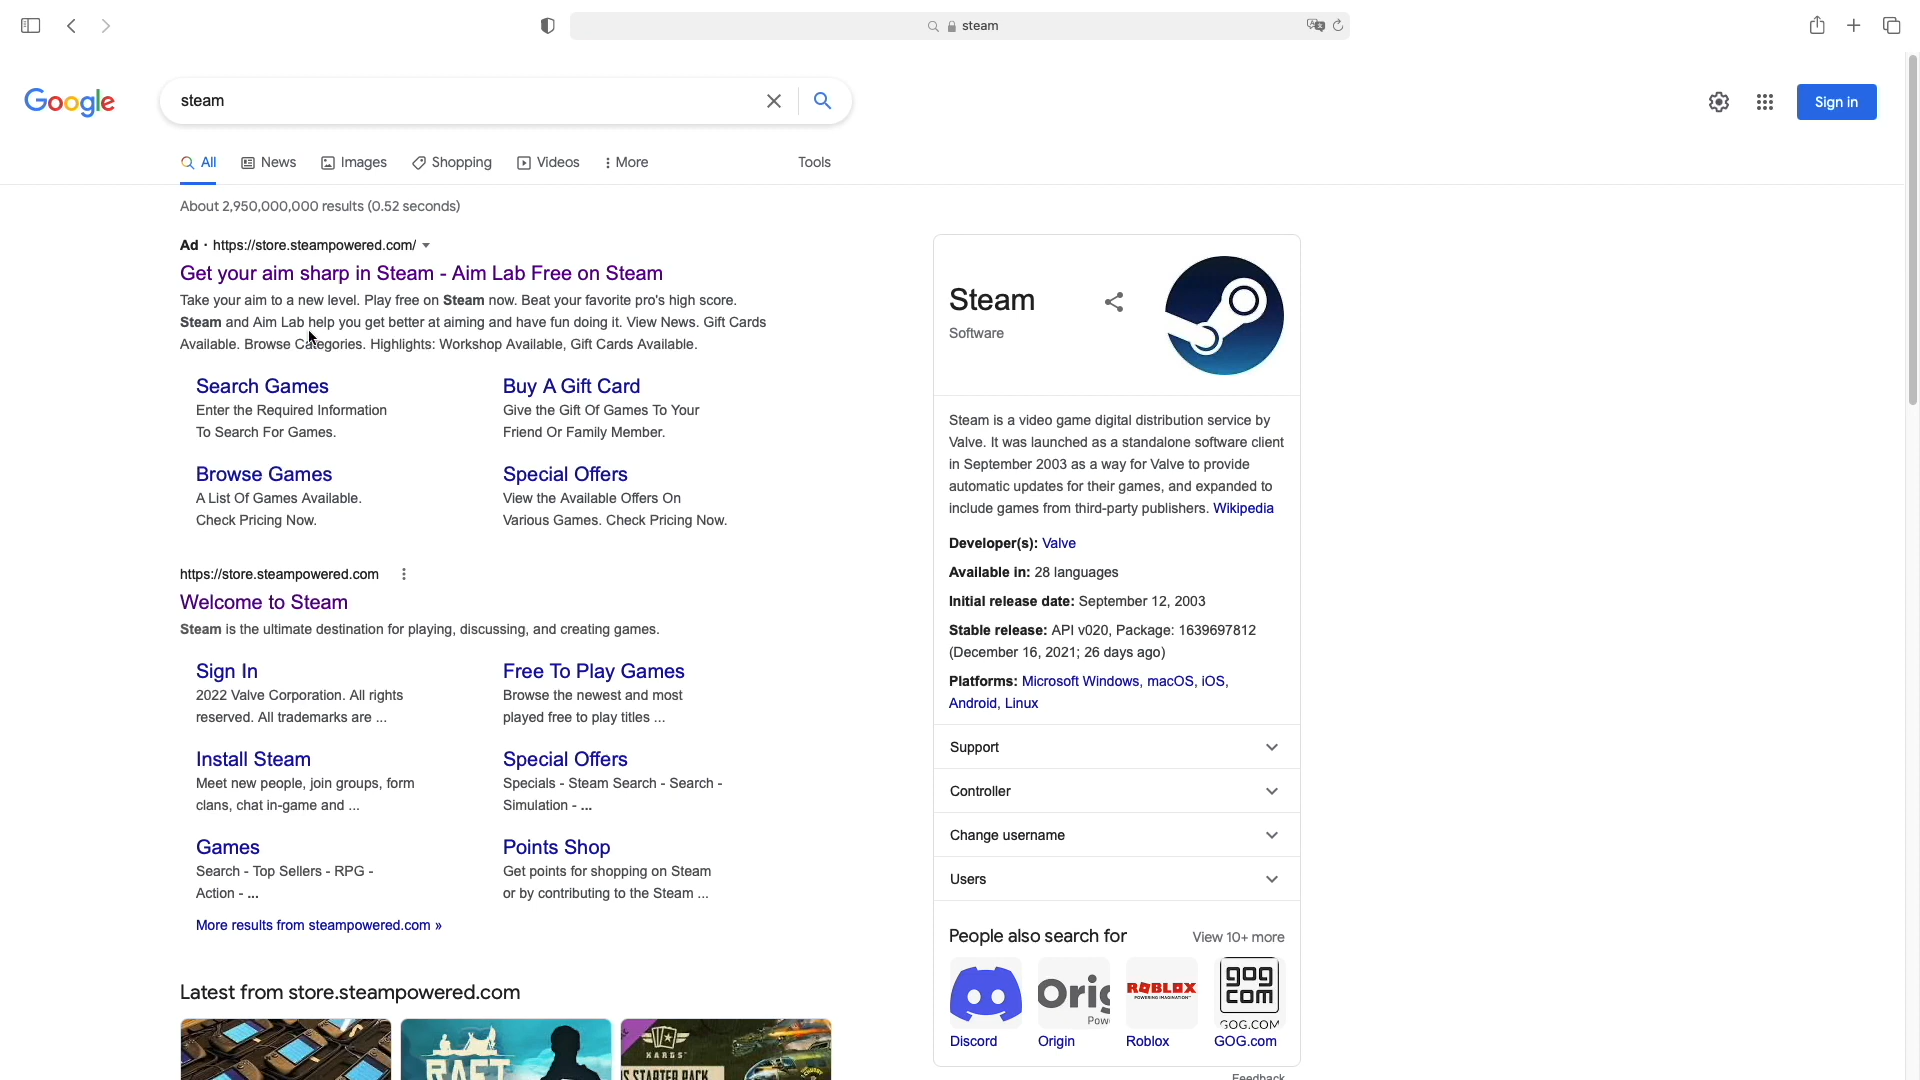 steam
Google
steam
Sign in
All News Images Shopping Videos More Tools
About 2,950,000,000 results (0.52 seconds)
Ad · https://store.steampowered.com/
Get your aim sharp in Steam - Aim Lab Free on Steam
Take your aim to a new level. Play free on Steam now. Beat your favorite pro's high score.
Steam and Aim Lab help you get better at aiming and have fun doing it. View News. Gift Cards
Available. Browse Categories. Highlights: Workshop Available, Gift Cards Available.
Search Games
Enter the Required Information
To Search For Games.
Buy A Gift Card
Give the Gift Of Games To Your
Friend Or Family Member.
Browse Games
A List Of Games Available.
Check Pricing Now.
Special Offers
View the Available Offers On
Various Games. Check Pricing Now.
https://store.steampowered.com
Welcome to Steam
Steam is the ultimate destination for playing, discussing, and creating games.
Sign In
2022 Valve Corporation. All rights
reserved. All trademarks are ...
Free To Play Games
Browse the newest and most
played free to play titles ...
Install Steam
Meet new people, join groups, form
clans, chat in-game and ...
Special Offers
Specials - Steam Search - Search -
Simulation - ...
Games
Search - Top Sellers - RPG -
Action - ...
Points Shop
Get points for shopping on Steam
or by contributing to the Steam ...
More results from steampowered.com »
Latest from store.steampowered.com
RAFT
KARDS
STARTER PACK
Steam
Software
Steam is a video game digital distribution service by
Valve. It was launched as a standalone software client
in September 2003 as a way for Valve to provide
automatic updates for their games, and expanded to
include games from third-party publishers. Wikipedia
Developer(s): Valve
Available in: 28 languages
Initial release date: September 12, 2003
Stable release: API v020, Package: 1639697812
(December 16, 2021; 26 days ago)
Platforms: Microsoft Windows, macOS, iOS,
Android, Linux
Support
Controller
Change username
Users
People also search for
View 10+ more
Orig
Pow
ROBLOX
POWERING IMAGINATION™
gog
com
GOG.COM
Discord
Origin
Roblox
GOG.com
Feedback